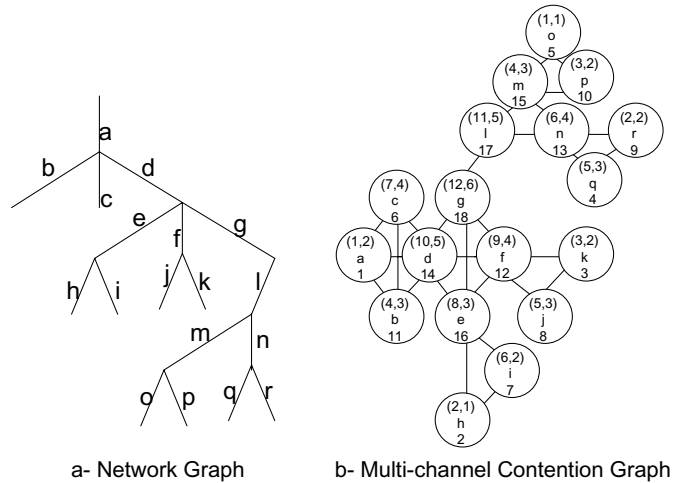 a
b
d
c
e
f
g
h
i
j
k
l
m
n
o
p
q
r
a- Network Graph
(1,1)
o
5
(4,3)
m
15
(3,2)
p
10
(11,5)
l
17
(6,4)
n
13
(2,2)
r
9
(5,3)
q
4
(7,4)
c
6
(12,6)
g
18
(1,2)
a
1
(10,5)
d
14
(9,4)
f
12
(3,2)
k
3
(4,3)
b
11
(8,3)
e
16
(5,3)
j
8
(6,2)
i
7
(2,1)
h
2
b- Multi-channel Contention Graph